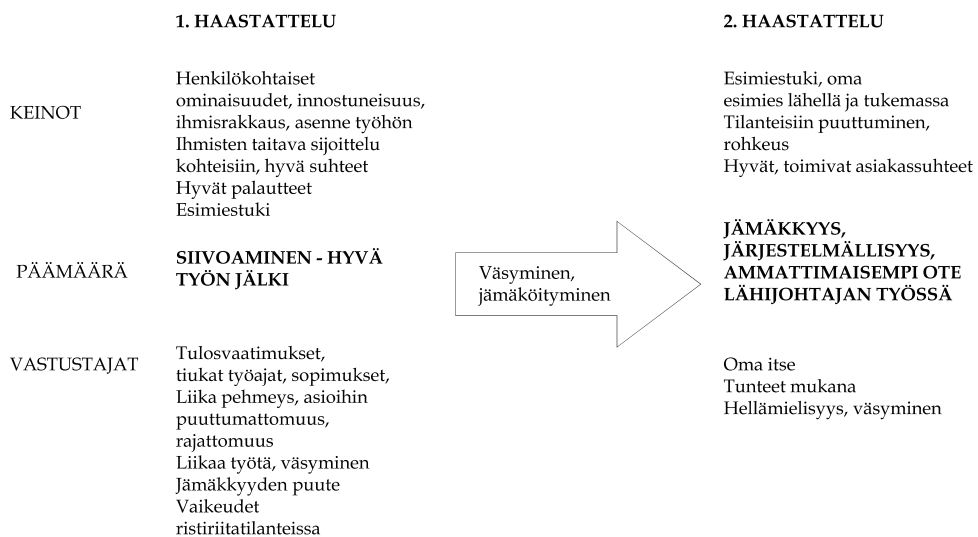 1. HAASTATTELU
2. HAASTATTELU
KEINOT
Henkilökohtaiset
ominaisuudet, innostuneisuus,
ihmisrakkaus, asenne työhön
Ihmisten taitava sijoittelu
kohteisiin, hyvä suhteet
Hyvät palautteet
Esimiestuki
Esimiestuki, oma
esimies lähellä ja tukemassa
Tilanteisiin puuttuminen,
rohkeus
Hyvät, toimivat asiakassuhteet
PÄÄMÄÄRÄ
SIIVOAMINEN - HYVÄ
TYÖN JÄLKI
Väsyminen,
jämäköityminen
JÄMÄKKYYS,
JÄRJESTELMÄLLISYYS,
AMMATTIMAISEMPI OTE
LÄHIJOHTAJAN TYÖSSÄ
VASTUSTAJAT
Tulosvaatimukset,
tiukat työajat, sopimukset,
Liika pehmeys, asioihin
puuttumattomuus,
rajattomuus
Liikaa työtä, väsyminen
Jämäkkyyden puute
Vaikeudet
ristiriitatilanteissa
Oma itse
Tunteet mukana
Hellämielisyys, väsyminen